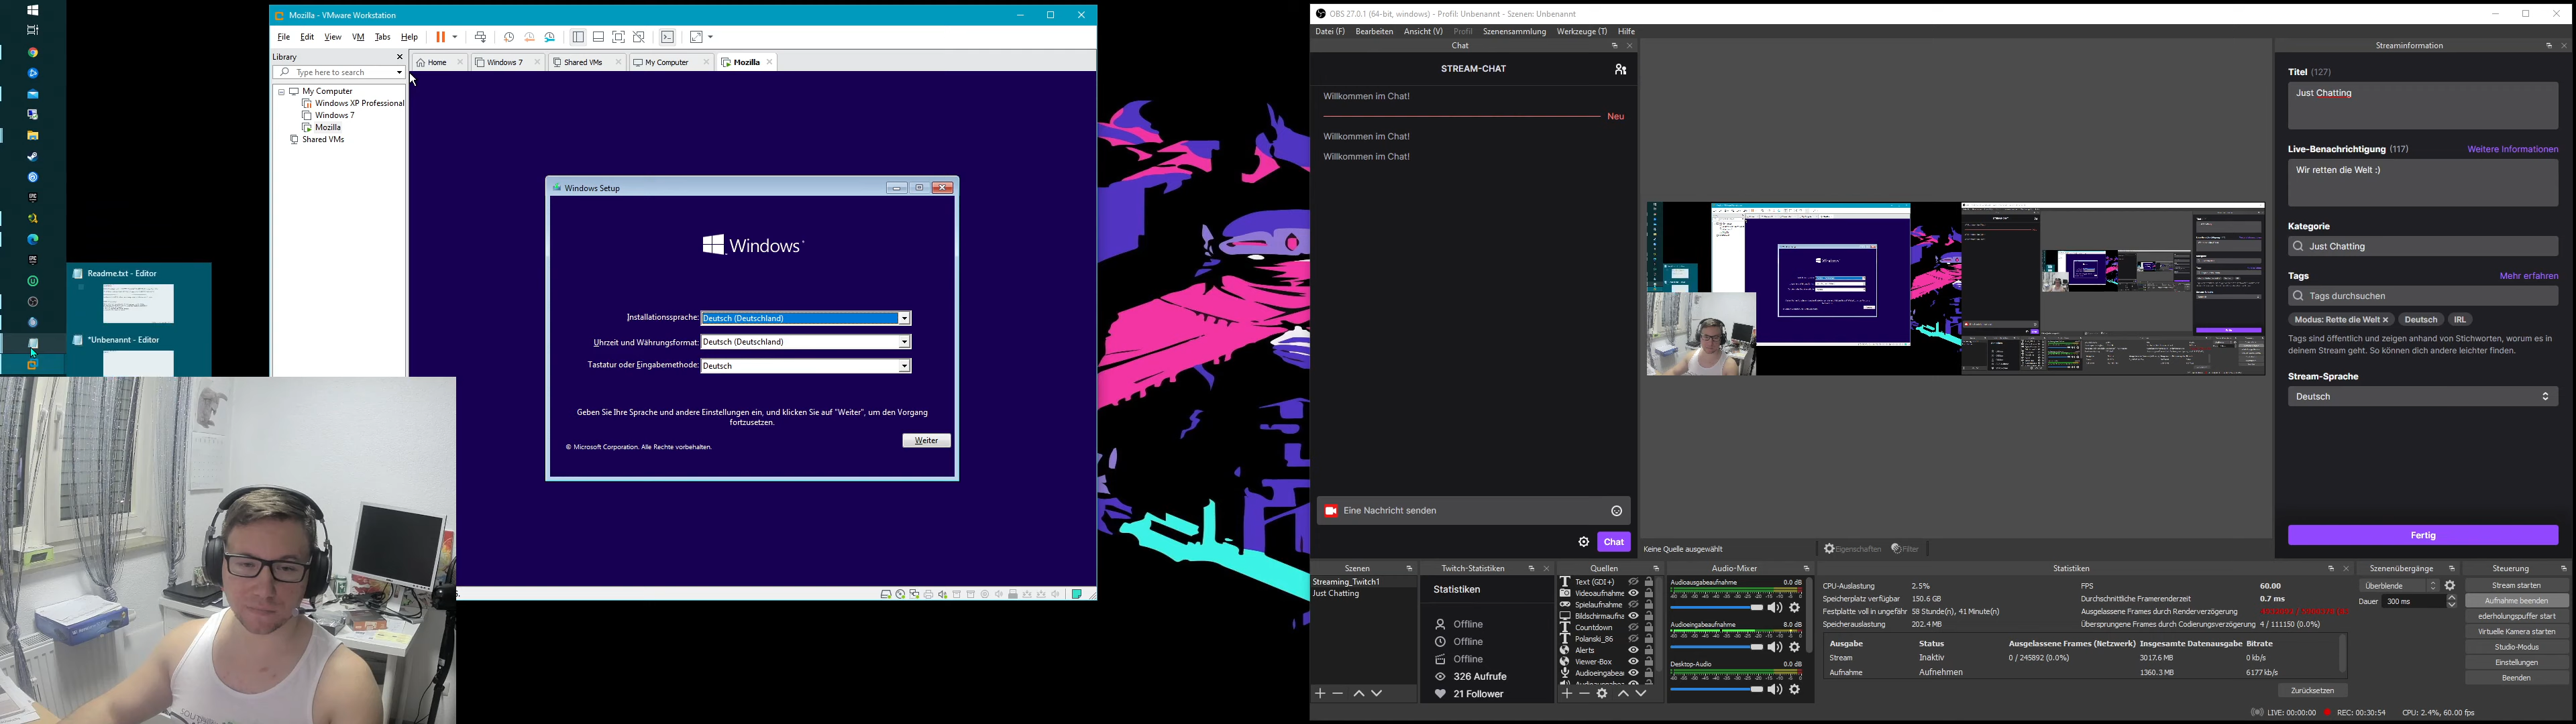 Mozilla - VMware Workstation
File Edit View VM Tabs Help
Library
Type here to search
My Computer
Windows XP Professional
Windows 7
Mozilla
Shared VMs
Home
Windows 7
Shared VMs
My Computer
Mozilla
Readme.txt - Editor
*Unbenannt - Editor
Windows Setup
Windows
Installationssprache: Deutsch (Deutschland)
Uhrzeit und Währungsformat: Deutsch (Deutschland)
Tastatur oder Eingabemethode: Deutsch
Geben Sie Ihre Sprache und andere Einstellungen ein, und klicken Sie auf "Weiter", um den Vorgang
fortzusetzen.
Weiter
© Microsoft Corporation. Alle Rechte vorbehalten.
OBS 27.0.1 (64-bit, windows) - Profil: Unbenannt - Szenen: Unbenannt
Datei (F) Bearbeiten Ansicht (V) Profil Szenensammlung Werkzeuge (T) Hilfe
Chat
STREAM-CHAT
Willkommen im Chat!
Neu
Willkommen im Chat!
Willkommen im Chat!
Eine Nachricht senden
Chat
Keine Quelle ausgewählt
Eigenschaften Filter
Streaminformation
Titel (127)
Just Chatting
Live-Benachrichtigung (117) Weitere Informationen
Wir retten die Welt :)
Kategorie
Just Chatting
Tags Mehr erfahren
Tags durchsuchen
Modus: Rette die Welt Deutsch IRL
Tags sind öffentlich und zeigen anhand von Stichworten, worum es in
deinem Stream geht. So können dich andere leichter finden.
Stream-Sprache
Deutsch
Fertig
Szenen
Streaming_Twitch1
Just Chatting
Twitch-Statistiken
Statistiken
Offline
Offline
Offline
326 Aufrufe
21 Follower
Quellen
Text (GDI+)
Videoaufnahme
Spielaufnahme
Bildschirmaufna
Countdown
Polanski_86
Alerts
Viewer-Box
Audioeingabea
Audio-Mixer
Audioausgabeaufnahme 0.0 dB
Audioeingabeaufnahme 8.0 dB
Desktop-Audio 0.0 dB
Statistiken
CPU-Auslastung 2.5% FPS 60.00
Speicherplatz verfügbar 150.6 GB Durchschnittliche Framerenderzeit 0.7 ms
Festplatte voll in ungefähr 58 Stunde(n), 41 Minute(n) Ausgelassene Frames durch Renderverzögerung
Speicherauslastung 202.4 MB Übersprungene Frames durch Codierungsverzögerung 4 / 111150 (0.0%)
Ausgabe Status Ausgelassene Frames (Netzwerk) Insgesamte Datenausgabe Bitrate
Stream Inaktiv 0 / 245892 (0.0%) 3017.6 MB 0 kb/s
Aufnahme Aufnehmen 1360.3 MB 6177 kb/s
Zurücksetzen
Szenenübergänge
Überblende
Dauer 300 ms
Steuerung
Stream starten
Aufnahme beenden
ederholungspuffer start
Virtuelle Kamera starten
Studio-Modus
Einstellungen
Beenden
LIVE: 00:00:00 REC: 00:30:54 CPU: 2.4%, 60.00 fps